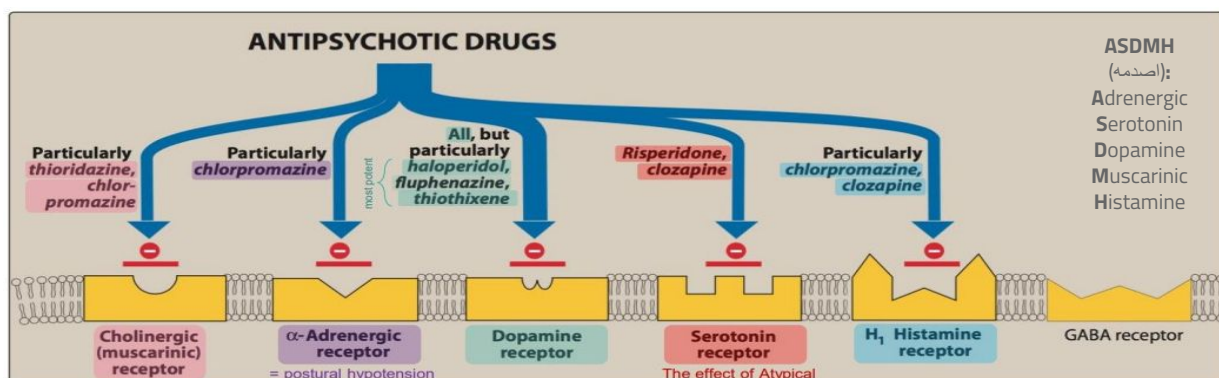 ANTIPSYCHOTIC DRUGS
Particularly
thioridazine,
chlor-
promazine
Particularly
chlorpromazine
most potent
All, but
particularly
haloperidol,
fluphenazine,
thiothixene
Risperidone,
clozapine
Particularly
chlorpromazine,
clozapine
ASDMH
(اصدمه):
Adrenergic
Serotonin
Dopamine
Muscarinic
Histamine
Cholinergic
(muscarinic)
receptor
α-Adrenergic
receptor
= postural hypotension
Dopamine
receptor
Serotonin
receptor
The effect of Atypical
H₁ Histamine
receptor
GABA receptor